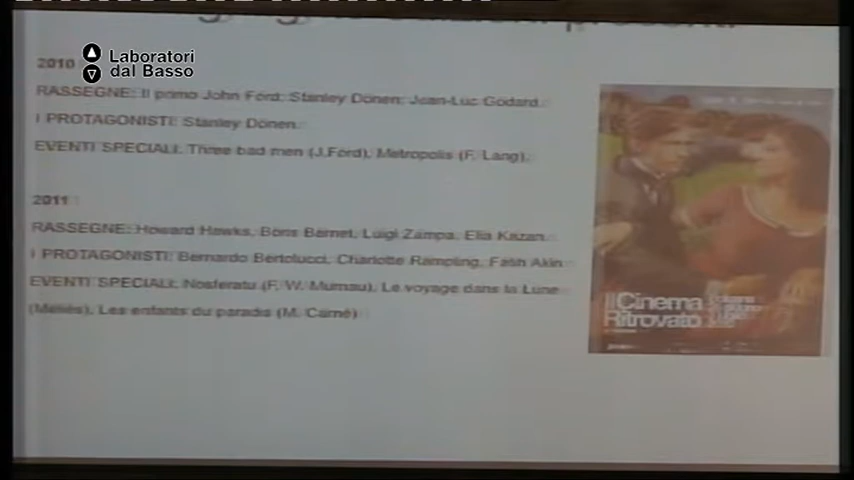 Laboratori
dal Basso
2010
RASSEGNE: Il primo John Ford; Stanley Donen; Jean-Luc Godard.
I PROTAGONISTI: Stanley Donen.
EVENTI SPECIALI: Three bad men (J.Ford), Metropolis (F. Lang).
2011
RASSEGNE: Howard Hawks, Boris Barnet, Luigi Zampa, Elia Kazan.
I PROTAGONISTI: Bernardo Bertolucci, Charlotte Rampling, Fatih Akin
EVENTI SPECIALI: Nosferatu (F. W. Murnau), Le voyage dans la Lune
(Méliès), Les enfants du paradis (M. Carné)
Il Cinema
Ritrovato